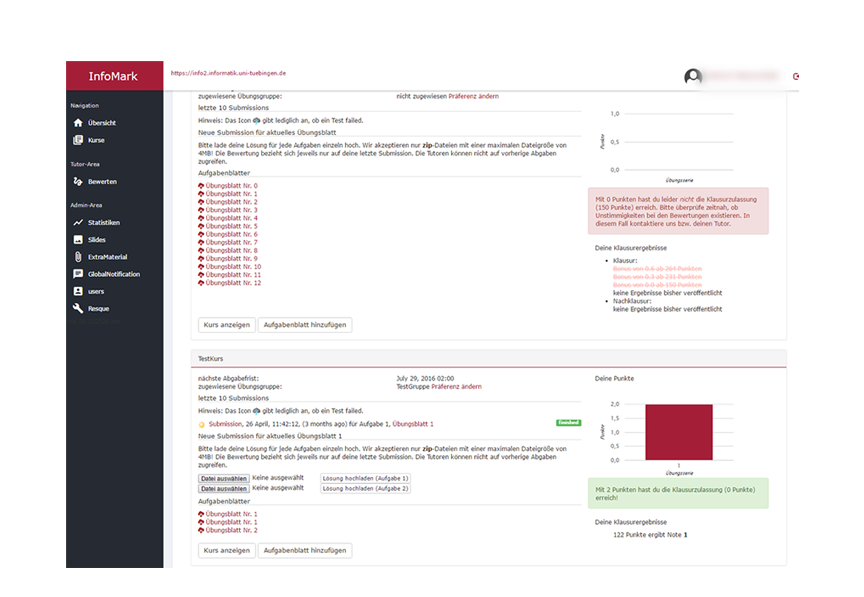 InfoMark
https://info2.informatik.uni-tuebingen.de
Navigation
Übersicht
Kurse
Tutor-Area
Bewerten
Admin-Area
Statistiken
Slides
ExtraMaterial
GlobalNotification
users
Resque
zugewiesene Übungsgruppe: nicht zugewiesen Präferenz ändern
letzte 10 Submissions
Hinweis: Das Icon gibt lediglich an, ob ein Test failed.
Neue Submission für aktuelles Übungsblatt
Bitte lade deine Lösung für jede Aufgaben einzeln hoch. Wir akzeptieren nur zip-Dateien mit einer maximalen Dateigröße von
4MB! Die Bewertung bezieht sich jeweils nur auf deine letzte Submission. Die Tutoren können nicht auf vorherige Abgaben
zugreifen.
Aufgabenblätter
Übungsblatt Nr. 0
Übungsblatt Nr. 1
Übungsblatt Nr. 2
Übungsblatt Nr. 3
Übungsblatt Nr. 4
Übungsblatt Nr. 5
Übungsblatt Nr. 6
Übungsblatt Nr. 7
Übungsblatt Nr. 8
Übungsblatt Nr. 9
Übungsblatt Nr. 10
Übungsblatt Nr. 11
Übungsblatt Nr. 12
Kurs anzeigen Aufgabenblatt hinzufügen
1,0
0,5
0,0
Punkte
Übungsserie
Mit 0 Punkten hast du leider nicht die Klausurzulassung
(150 Punkte) erreich. Bitte überprüfe zeitnah, ob
Unstimmigkeiten bei den Bewertungen existieren. In
diesem Fall kontaktiere uns bzw. deinen Tutor.
Deine Klausurergebnisse
Klausur:
Bonus von 0.6 ab 264 Punkten
Bonus von 0.3 ab 231 Punkten
Bonus von 0.0 ab 150 Punkten
keine Ergebnisse bisher veröffentlicht
Nachklausur:
keine Ergebnisse bisher veröffentlicht
TestKurs
nächste Abgabefrist: July 29, 2016 02:00
zugewiesene Übungsgruppe: TestGruppe Präferenz ändern
letzte 10 Submissions
Hinweis: Das Icon gibt lediglich an, ob ein Test failed.
Submission, 26 April, 11:42:12, (3 months ago) für Aufgabe 1, Übungsblatt 1 finished
Neue Submission für aktuelles Übungsblatt 1
Bitte lade deine Lösung für jede Aufgaben einzeln hoch. Wir akzeptieren nur zip-Dateien mit einer maximalen Dateigröße von
4MB! Die Bewertung bezieht sich jeweils nur auf deine letzte Submission. Die Tutoren können nicht auf vorherige Abgaben
zugreifen.
Datei auswählen Keine ausgewählt Lösung hochladen (Aufgabe 1)
Datei auswählen Keine ausgewählt Lösung hochladen (Aufgabe 2)
Aufgabenblätter
Übungsblatt Nr. 1
Übungsblatt Nr. 1
Übungsblatt Nr. 2
Kurs anzeigen Aufgabenblatt hinzufügen
Deine Punkte
2,0
1,5
1,0
0,5
0,0
Punkte
1
Übungsserie
Mit 2 Punkten hast du die Klausurzulassung (0 Punkte)
erreich!
Deine Klausurergebnisse
122 Punkte ergibt Note 1